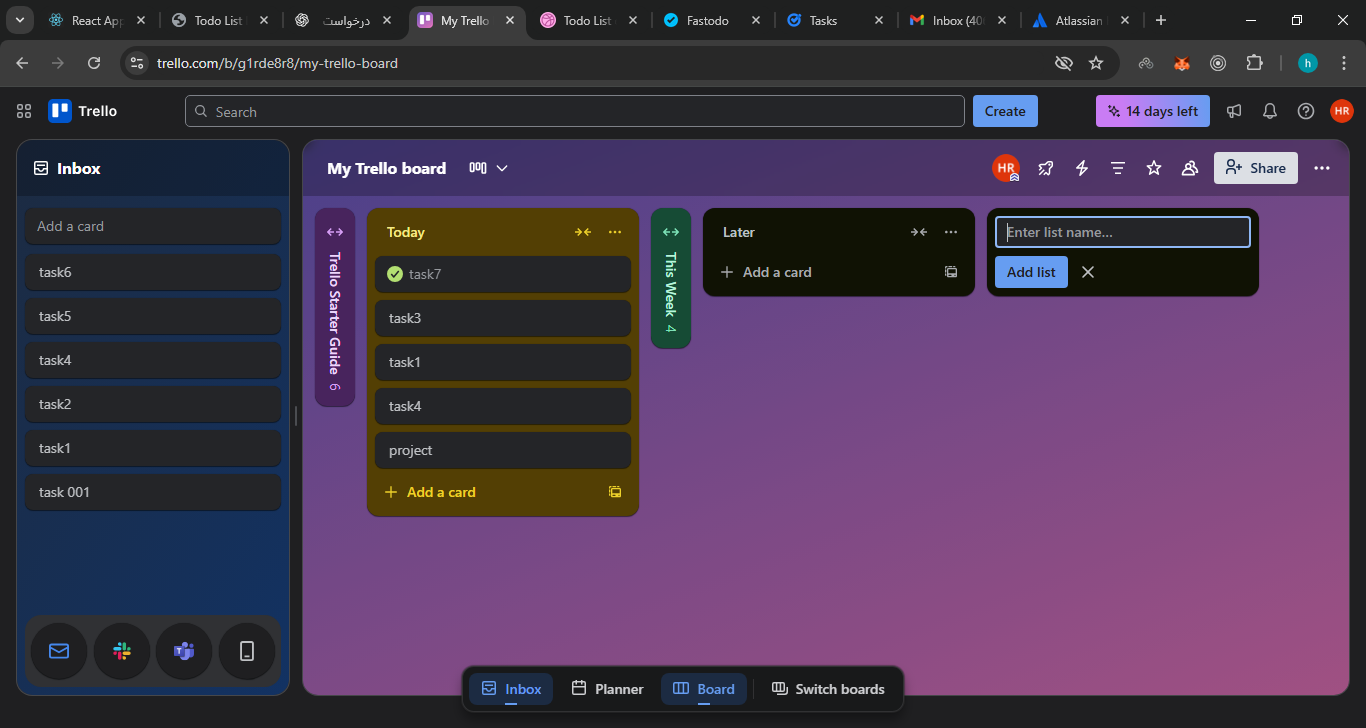 React Ap
Todo List
درخواست
My Trello
Todo List
Fastodo
Tasks
Inbox (40
Atlassian
trello.com/b/g1rde8r8/my-trello-board
h
Trello
Search
Create
14 days left
HR
Inbox
Add a card
task6
task5
task4
task2
task1
task 001
My Trello board
HR
Share
Trello Starter Guide 6
Today
task7
task3
task1
task4
project
Add a card
This Week 4
Later
Add a card
Enter list name...
Add list
Inbox
Planner
Board
Switch boards